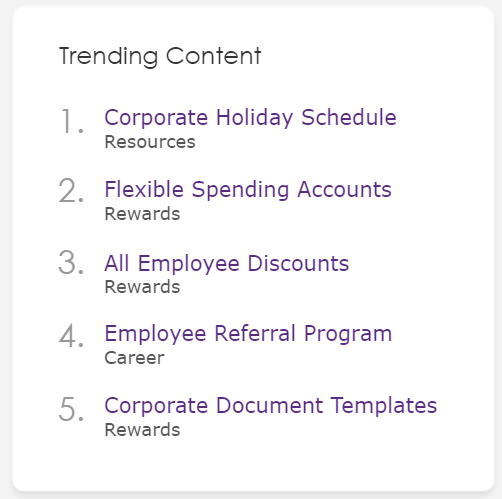 Trending Content
1. Corporate Holiday Schedule
Resources
2. Flexible Spending Accounts
Rewards
3. All Employee Discounts
Rewards
4. Employee Referral Program
Career
5. Corporate Document Templates
Rewards